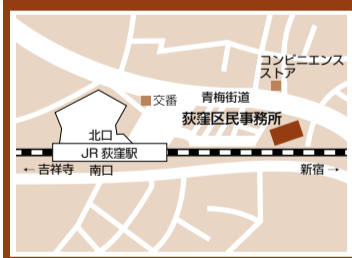 コンビニエンス
ストア
交番
青梅街道
荻窪区民事務所
北口
JR 荻窪駅
← 吉祥寺
南口
新宿 →